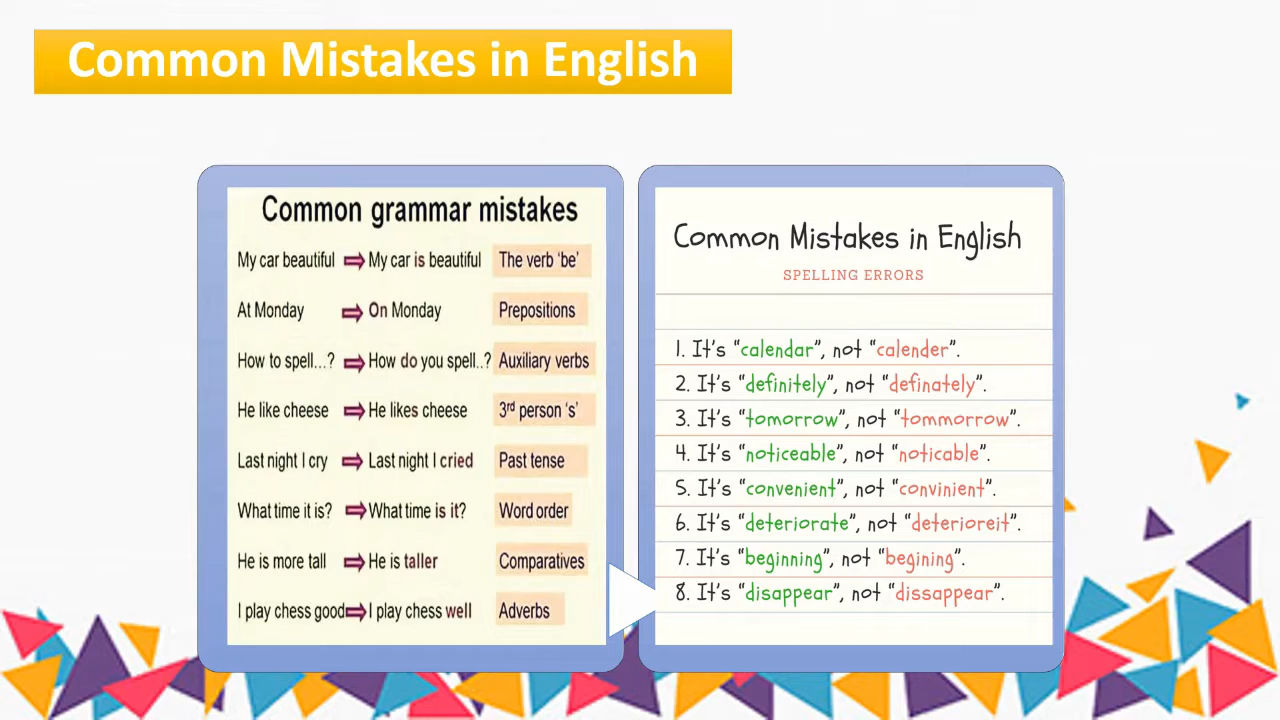 Common Mistakes in English
Common grammar mistakes
My car beautiful ⇨ My car is beautiful The verb 'be'
At Monday ⇨ On Monday Prepositions
How to spell...? ⇨ How do you spell..? Auxiliary verbs
He like cheese ⇨ He likes cheese 3rd person 's'
Last night I cry ⇨ Last night I cried Past tense
What time it is? ⇨ What time is it? Word order
He is more tall ⇨ He is taller Comparatives
I play chess good ⇨ I play chess well Adverbs
Common Mistakes in English
SPELLING ERRORS
1. It's "calendar", not "calender".
2. It's "definitely", not "definately".
3. It's "tomorrow", not "tommorrow".
4. It's "noticeable", not "noticable".
5. It's "convenient", not "convinient".
6. It's "deteriorate", not "deterioreit".
7. It's "beginning", not "begining".
8. It's "disappear", not "dissappear".